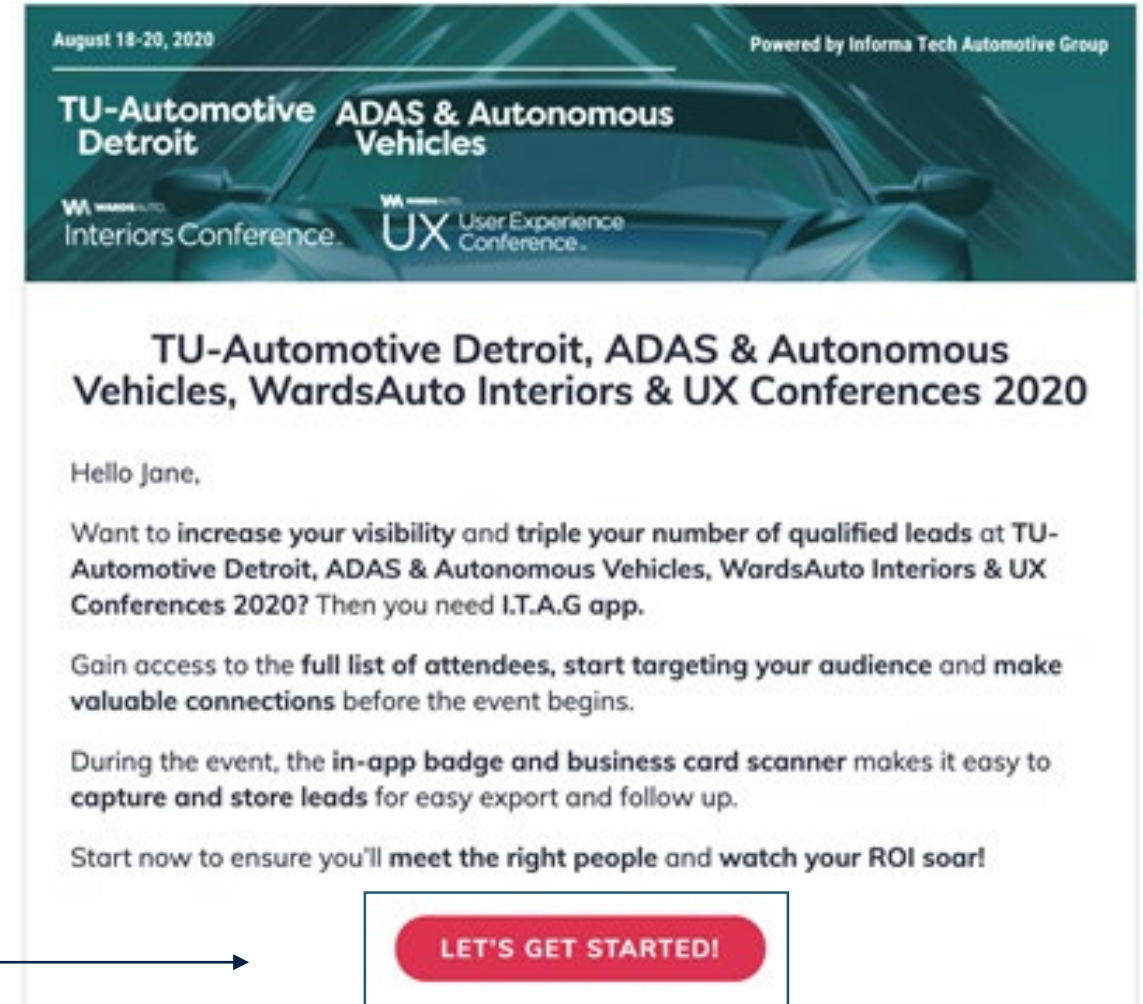 August 18-20, 2020
Powered by Informa Tech Automotive Group
TU-Automotive
Detroit
ADAS & Autonomous
Vehicles
WA WARDSAUTO.
Interiors Conference
WA
UX User Experience
Conference
TU-Automotive Detroit, ADAS & Autonomous
Vehicles, WardsAuto Interiors & UX Conferences 2020
Hello Jane,
Want to increase your visibility and triple your number of qualified leads at TU-
Automotive Detroit, ADAS & Autonomous Vehicles, WardsAuto Interiors & UX
Conferences 2020? Then you need I.T.A.G app.
Gain access to the full list of attendees, start targeting your audience and make
valuable connections before the event begins.
During the event, the in-app badge and business card scanner makes it easy to
capture and store leads for easy export and follow up.
Start now to ensure you'll meet the right people and watch your ROI soar!
LET'S GET STARTED!